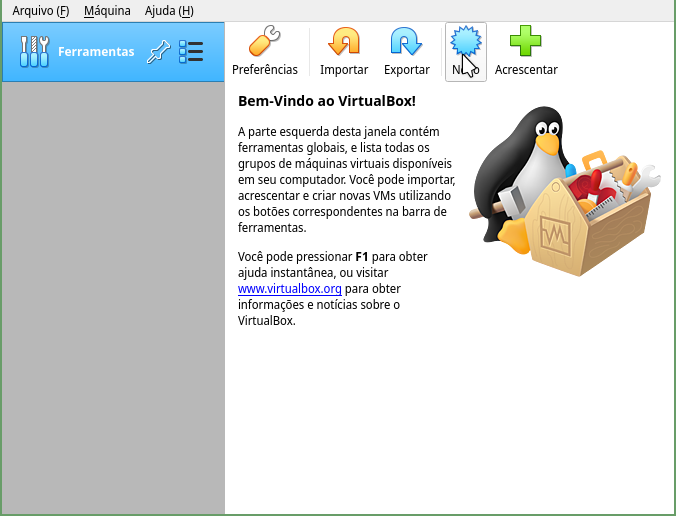 Arquivo (F) Máquina Ajuda (H)
Ferramentas
Preferências Importar Exportar Acrescentar
Bem-Vindo ao VirtualBox!
A parte esquerda desta janela contém
ferramentas globais, e lista todas os
grupos de máquinas virtuais disponíveis
em seu computador. Você pode importar,
acrescentar e criar novas VMs utilizando
os botões correspondentes na barra de
ferramentas.
Você pode pressionar F1 para obter
ajuda instantânea, ou visitar
www.virtualbox.org para obter
informações e notícias sobre o
VirtualBox.